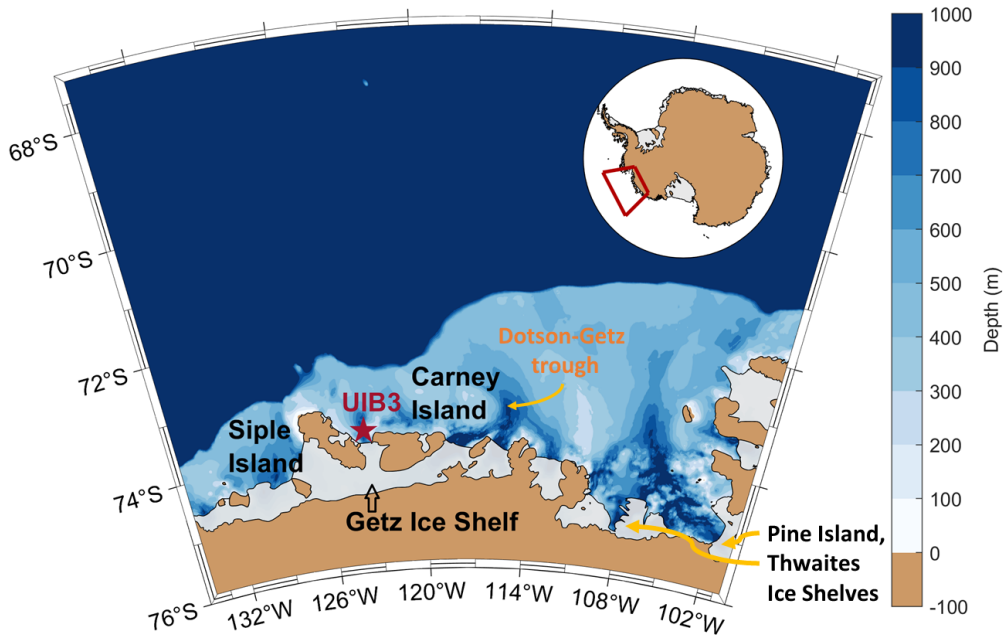 68°S
70°S
72°S
74°S
76°S
132°W
126°W
120°W
114°W
108°W
102°W
Dotson-Getz
trough
Carney
Island
UIB3
Siple
Island
Getz Ice Shelf
Pine Island,
Thwaites
Ice Shelves
1000
900
800
700
600
500
400
300
200
100
0
-100
Depth (m)